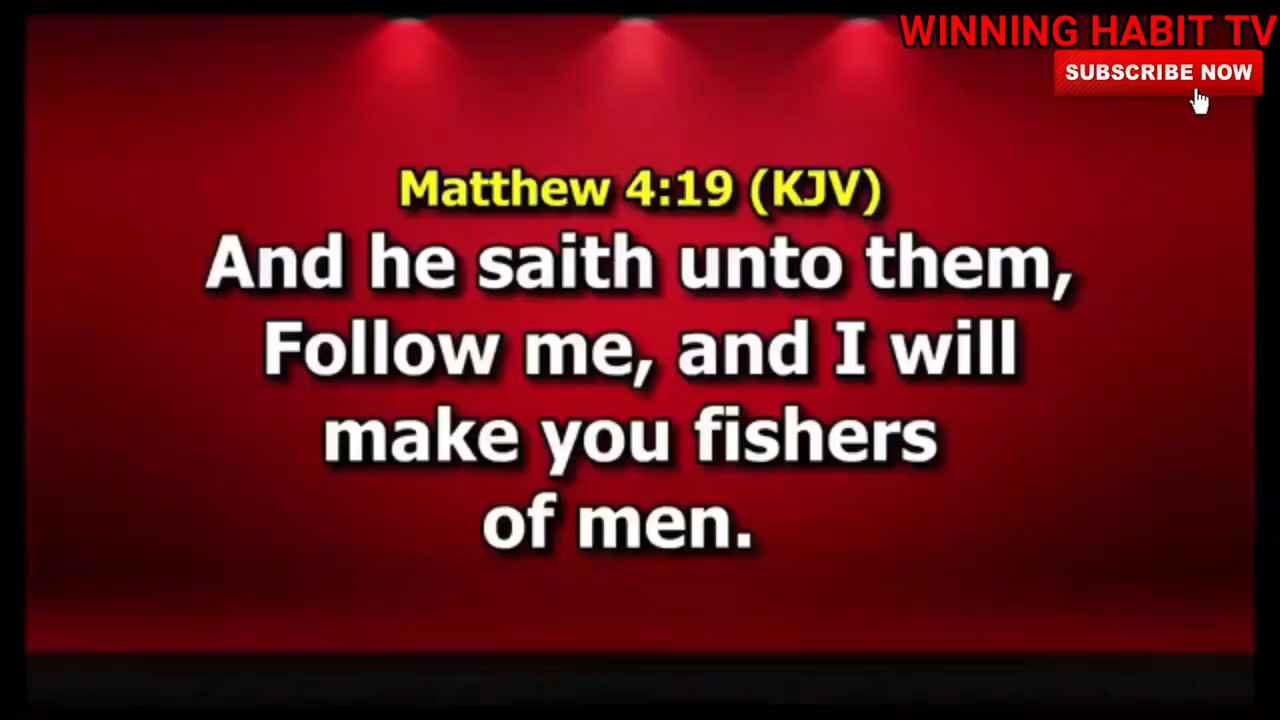 WINNING HABIT TV
SUBSCRIBE NOW
Matthew 4:19 (KJV)
And he saith unto them,
Follow me, and I will
make you fishers
of men.